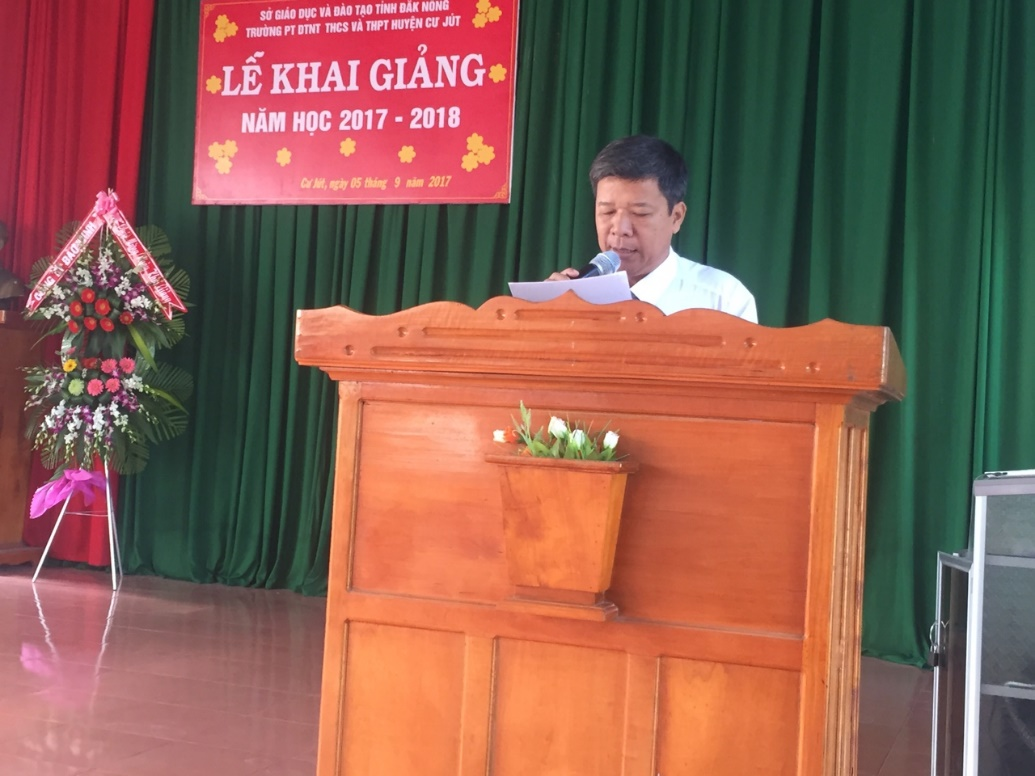 SỞ GIÁO DỤC VÀ ĐÀO TẠO TỈNH ĐĂK NÔNG
TRƯỜNG PT DTNT THCS VÀ THPT HUYỆN CƯ JÚT
LỄ KHAI GIẢNG
NĂM HỌC 2017 - 2018
Cư Jút, ngày 05 tháng 9 năm 2017